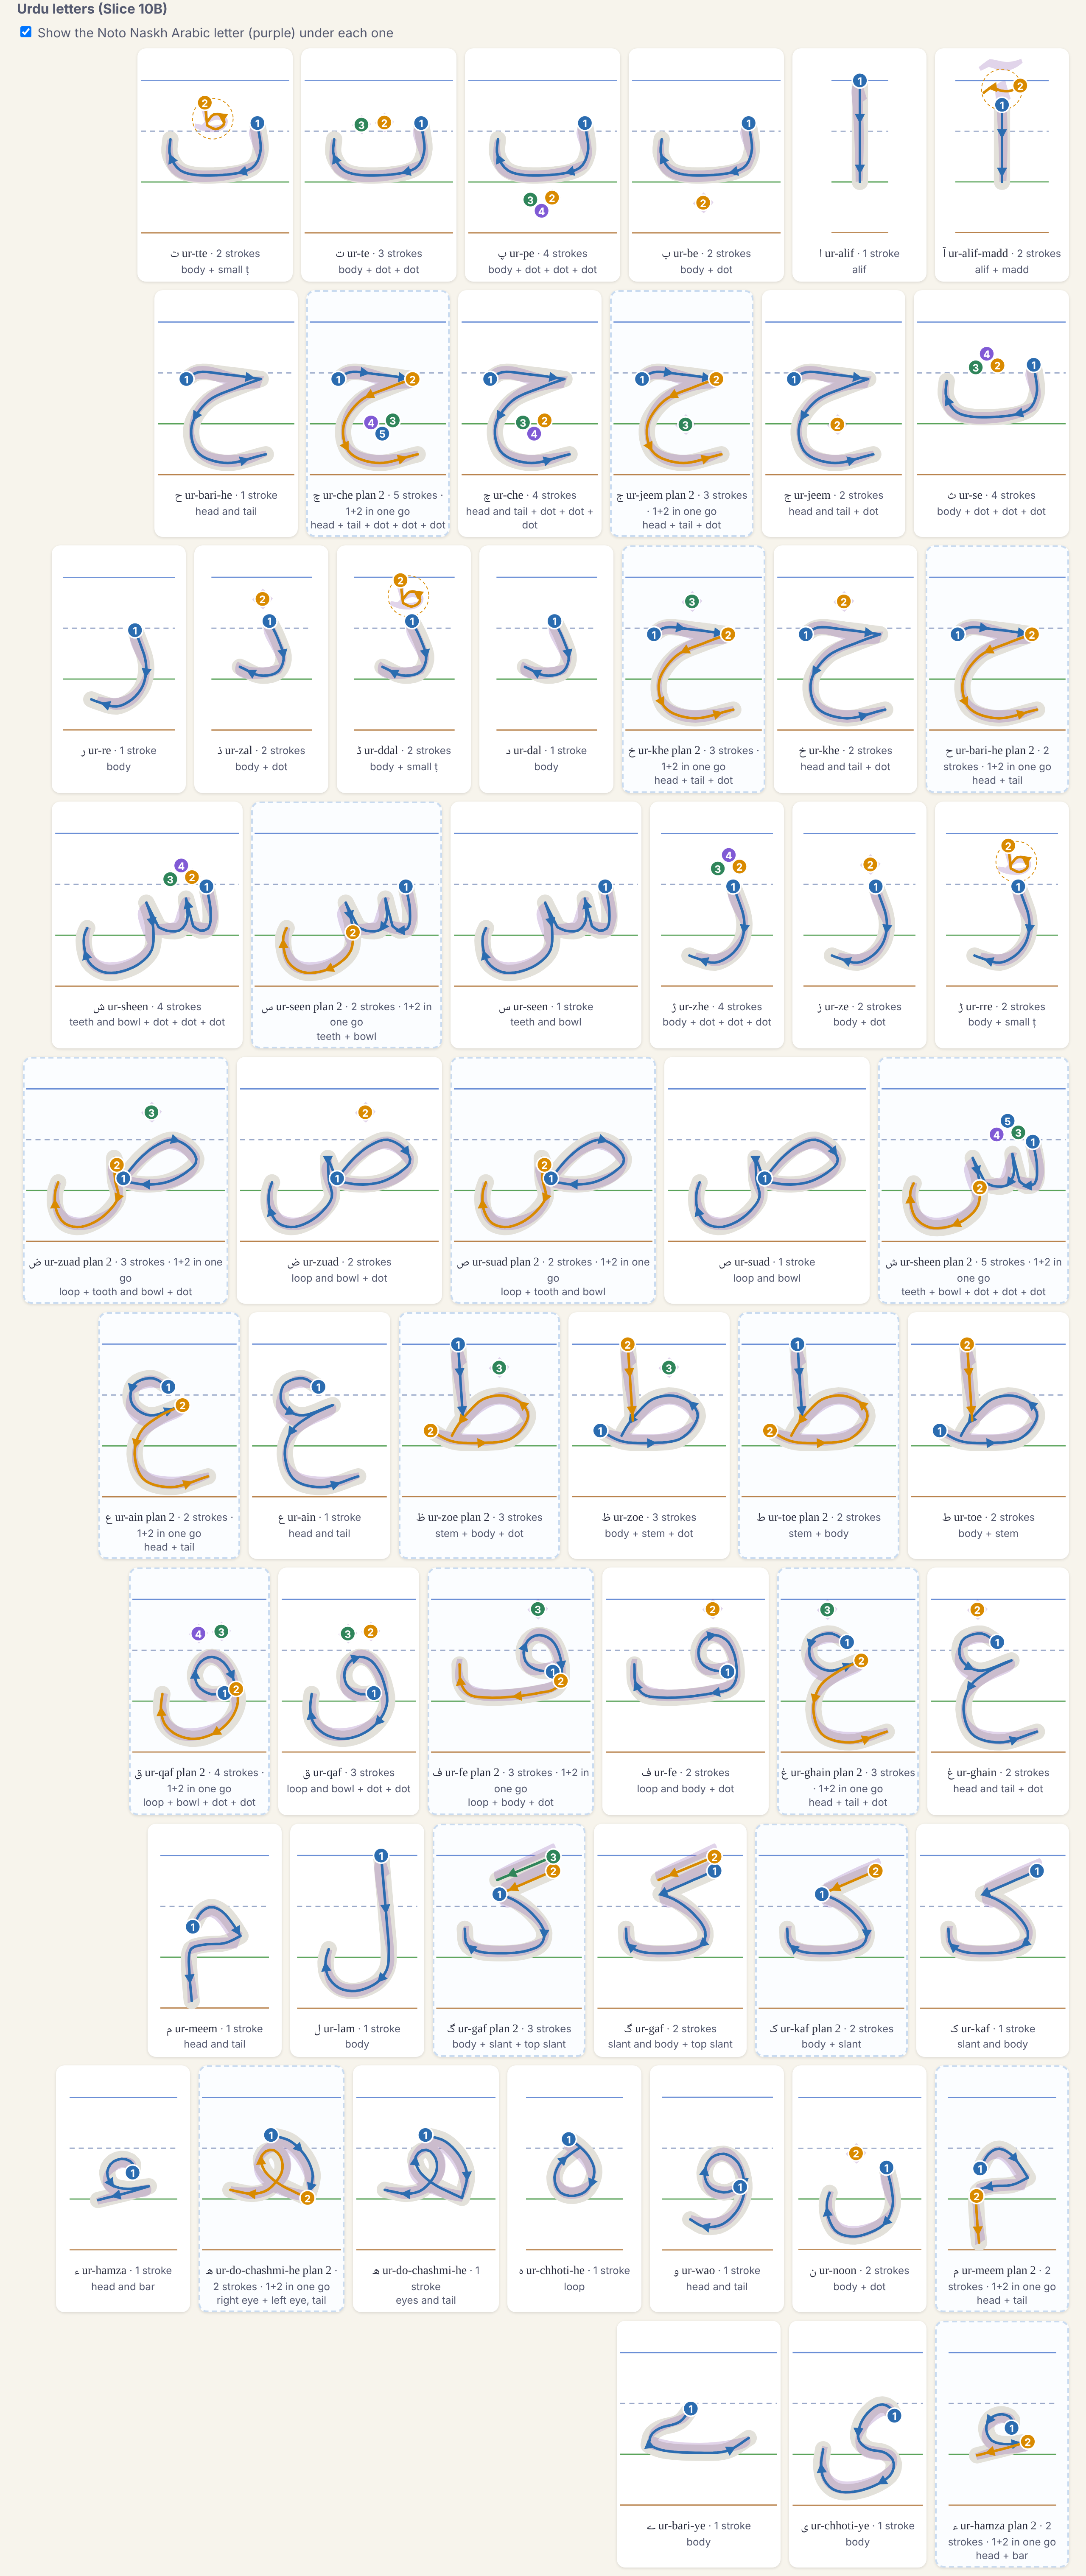 Urdu letters (Slice 10B)
Show the Noto Naskh Arabic letter (purple) under each one
آ ur-alif-madd · 2 strokes
alif + madd
ا ur-alif · 1 stroke
alif
ب ur-be · 2 strokes
body + dot
پ ur-pe · 4 strokes
body + dot + dot + dot
ت ur-te · 3 strokes
body + dot + dot
ٹ ur-tte · 2 strokes
body + small ṭ
ث ur-se · 4 strokes
body + dot + dot + dot
ج ur-jeem · 2 strokes
head and tail + dot
ج ur-jeem plan 2 · 3 strokes
· 1+2 in one go
head + tail + dot
چ ur-che · 4 strokes
head and tail + dot + dot +
dot
چ ur-che plan 2 · 5 strokes ·
1+2 in one go
head + tail + dot + dot + dot
ح ur-bari-he · 1 stroke
head and tail
ح ur-bari-he plan 2 · 2
strokes · 1+2 in one go
head + tail
خ ur-khe · 2 strokes
head and tail + dot
خ ur-khe plan 2 · 3 strokes ·
1+2 in one go
head + tail + dot
د ur-dal · 1 stroke
body
ڈ ur-ddal · 2 strokes
body + small ṭ
ذ ur-zal · 2 strokes
body + dot
ر ur-re · 1 stroke
body
ڑ ur-rre · 2 strokes
body + small ṭ
ز ur-ze · 2 strokes
body + dot
ژ ur-zhe · 4 strokes
body + dot + dot + dot
س ur-seen · 1 stroke
teeth and bowl
س ur-seen plan 2 · 2 strokes · 1+2 in
one go
teeth + bowl
ش ur-sheen · 4 strokes
teeth and bowl + dot + dot + dot
ش ur-sheen plan 2 · 5 strokes · 1+2 in
one go
teeth + bowl + dot + dot + dot
ص ur-suad · 1 stroke
loop and bowl
ص ur-suad plan 2 · 2 strokes · 1+2 in one
go
loop + tooth and bowl
ض ur-zuad · 2 strokes
loop and bowl + dot
ض ur-zuad plan 2 · 3 strokes · 1+2 in one
go
loop + tooth and bowl + dot
ط ur-toe · 2 strokes
body + stem
ط ur-toe plan 2 · 2 strokes
stem + body
ظ ur-zoe · 3 strokes
body + stem + dot
ظ ur-zoe plan 2 · 3 strokes
stem + body + dot
ع ur-ain · 1 stroke
head and tail
ع ur-ain plan 2 · 2 strokes ·
1+2 in one go
head + tail
غ ur-ghain · 2 strokes
head and tail + dot
غ ur-ghain plan 2 · 3 strokes
· 1+2 in one go
head + tail + dot
ف ur-fe · 2 strokes
loop and body + dot
ف ur-fe plan 2 · 3 strokes · 1+2 in
one go
loop + body + dot
ق ur-qaf · 3 strokes
loop and bowl + dot + dot
ق ur-qaf plan 2 · 4 strokes ·
1+2 in one go
loop + bowl + dot + dot
ک ur-kaf · 1 stroke
slant and body
ک ur-kaf plan 2 · 2 strokes
body + slant
گ ur-gaf · 2 strokes
slant and body + top slant
گ ur-gaf plan 2 · 3 strokes
body + slant + top slant
ل ur-lam · 1 stroke
body
م ur-meem · 1 stroke
head and tail
م ur-meem plan 2 · 2
strokes · 1+2 in one go
head + tail
ن ur-noon · 2 strokes
body + dot
و ur-wao · 1 stroke
head and tail
ہ ur-chhoti-he · 1 stroke
loop
ھ ur-do-chashmi-he · 1
stroke
eyes and tail
ھ ur-do-chashmi-he plan 2 ·
2 strokes · 1+2 in one go
right eye + left eye, tail
ء ur-hamza · 1 stroke
head and bar
ء ur-hamza plan 2 · 2
strokes · 1+2 in one go
head + bar
ی ur-chhoti-ye · 1 stroke
body
ے ur-bari-ye · 1 stroke
body